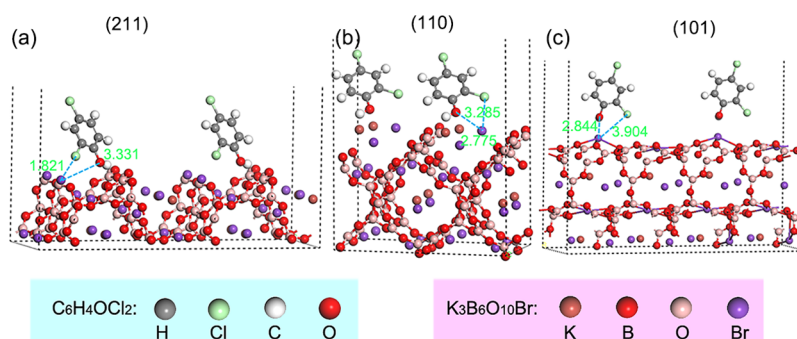 (a) (211) (b) (110) (c) (101)
1.821 3.331
3.285
2.775
2.844 3.904
C6H4OCl2: H Cl C O
K3B6O10Br: K B O Br